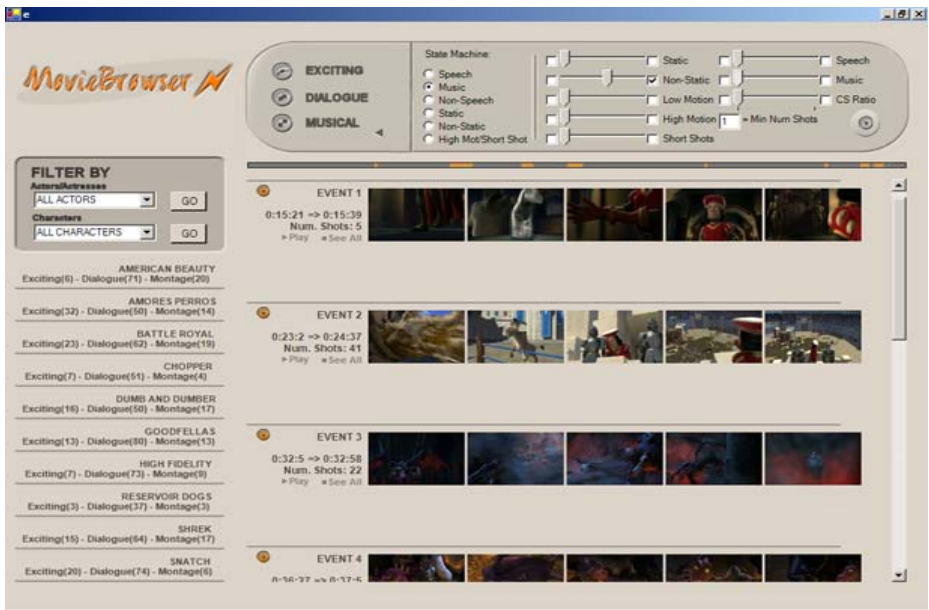 e
MovieBrowser
EXCITING
DIALOGUE
MUSICAL
State Machine:
Speech
Music
Non-Speech
Static
Non-Static
High Mot/Short Shot
Static
Non-Static
Low Motion
High Motion
Short Shots
Speech
Music
CS Ratio
1 = Min Num Shots
FILTER BY
Actors/Actresses
ALL ACTORS GO
Characters
ALL CHARACTERS GO
AMERICAN BEAUTY
Exciting(6) - Dialogue(71) - Montage(20)
AMORES PERROS
Exciting(32) - Dialogue(50) - Montage(14)
BATTLE ROYAL
Exciting(23) - Dialogue(62) - Montage(19)
CHOPPER
Exciting(7) - Dialogue(51) - Montage(4)
DUMB AND DUMBER
Exciting(16) - Dialogue(50) - Montage(17)
GOODFELLAS
Exciting(13) - Dialogue(80) - Montage(13)
HIGH FIDELITY
Exciting(7) - Dialogue(73) - Montage(9)
RESERVOIR DOGS
Exciting(3) - Dialogue(37) - Montage(3)
SHREK
Exciting(15) - Dialogue(64) - Montage(17)
SNATCH
Exciting(20) - Dialogue(74) - Montage(6)
EVENT 1
0:15:21 => 0:15:39
Num. Shots: 5
Play See All
EVENT 2
0:23:2 => 0:24:37
Num. Shots: 41
Play See All
EVENT 3
0:32:5 => 0:32:58
Num. Shots: 22
Play See All
EVENT 4
0:36:27 => 0:37:5